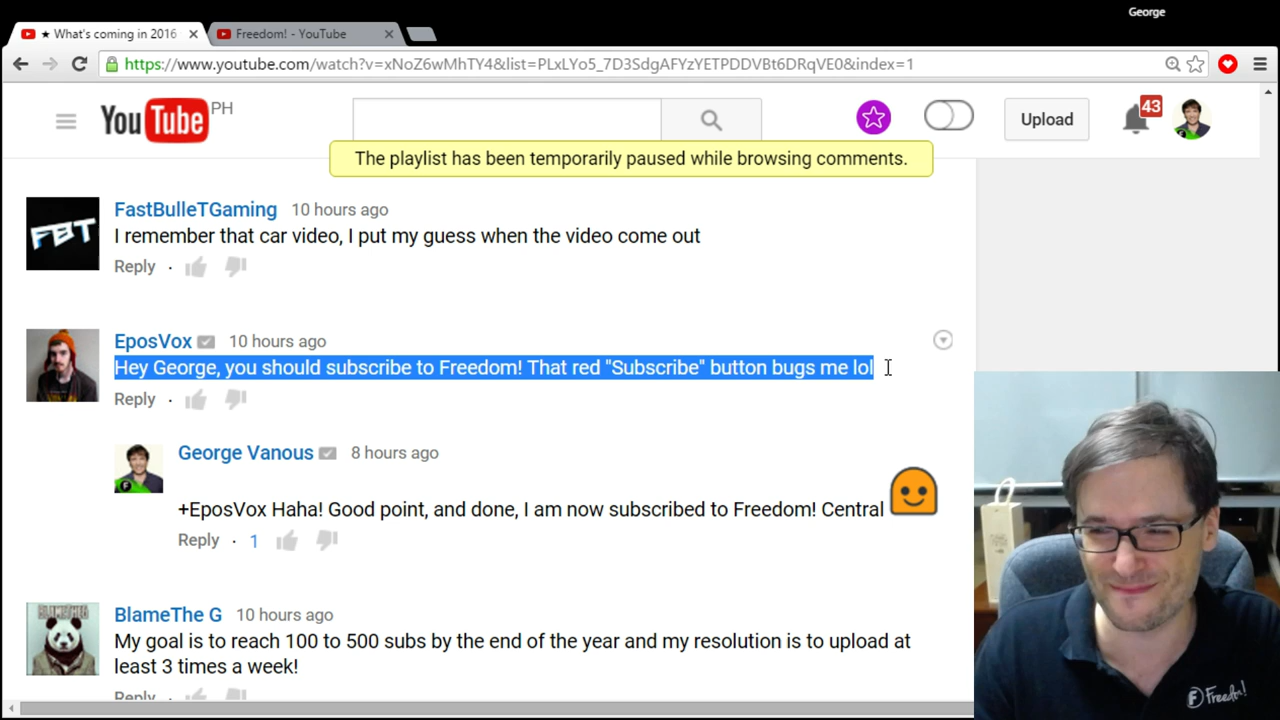 George
★ What's coming in 2016
Freedom! - YouTube
https://www.youtube.com/watch?v=xNoZ6wMhTY4&list=PLxLYo5_7D3SdgAFYzYETPDDVBt6DRqVE0&index=1
YouTube PH
Upload
43
The playlist has been temporarily paused while browsing comments.
FBT
FastBulleTGaming 10 hours ago
I remember that car video, I put my guess when the video come out
Reply ·
EposVox 10 hours ago
Hey George, you should subscribe to Freedom! That red "Subscribe" button bugs me lol
Reply ·
George Vanous 8 hours ago
+EposVox Haha! Good point, and done, I am now subscribed to Freedom! Central
Reply · 1
BlameThe G 10 hours ago
My goal is to reach 100 to 500 subs by the end of the year and my resolution is to upload at
least 3 times a week!
Reply
Freedom!